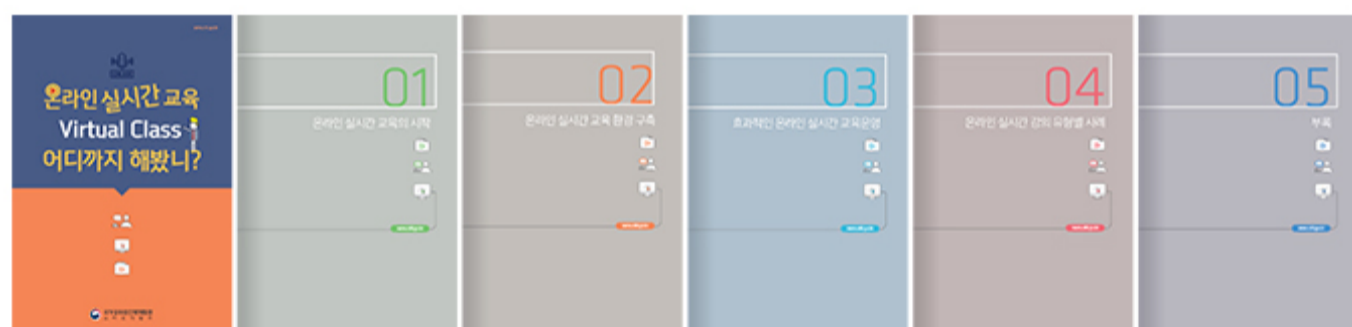 온라인 실시간 교육
Virtual Class
어디까지 해봤니?
01
온라인 실시간 교육의 시작
02
온라인 실시간 교육 환경 구축
03
효과적인 온라인 실시간 교육운영
04
온라인 실시간 강의 유형별 사례
05
부록